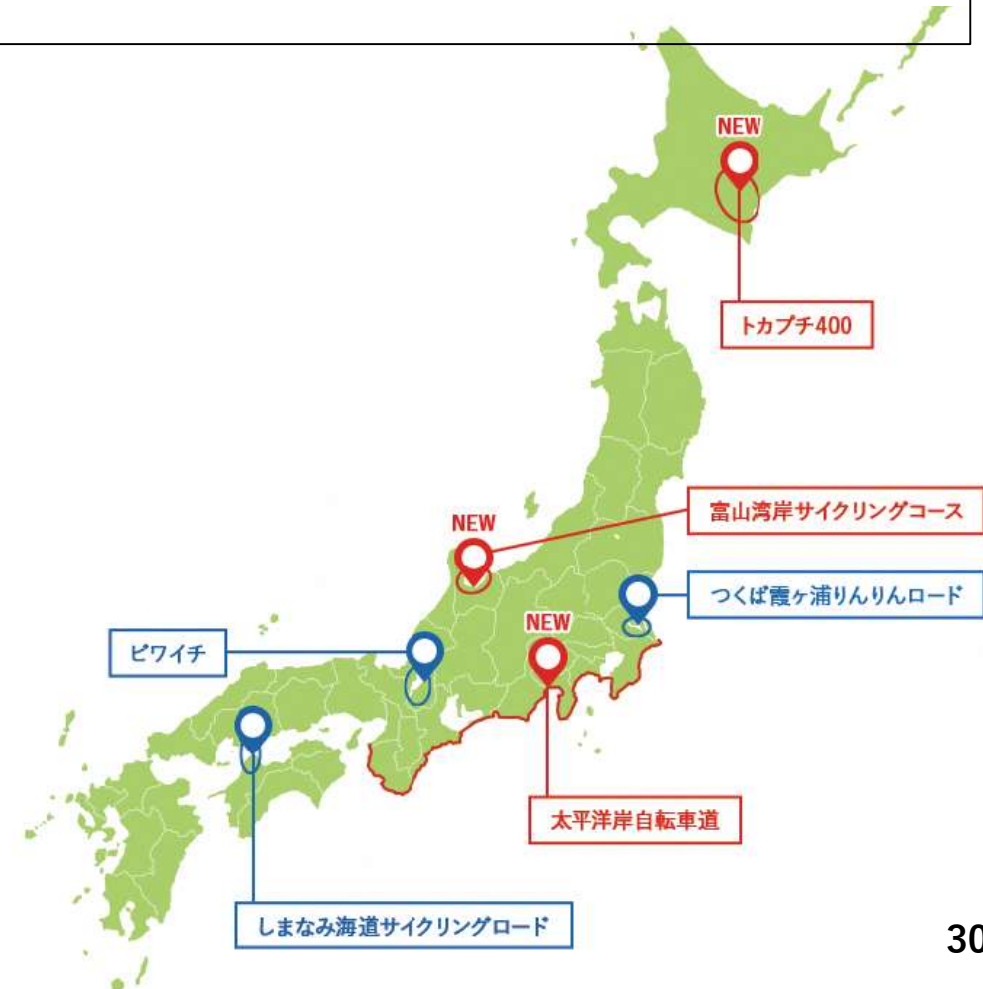 NEW
トカプチ400
富山湾岸サイクリングコース
NEW
つくば霞ヶ浦りんりんロード
NEW
ビワイチ
太平洋岸自転車道
しまなみ海道サイクリングロード
30